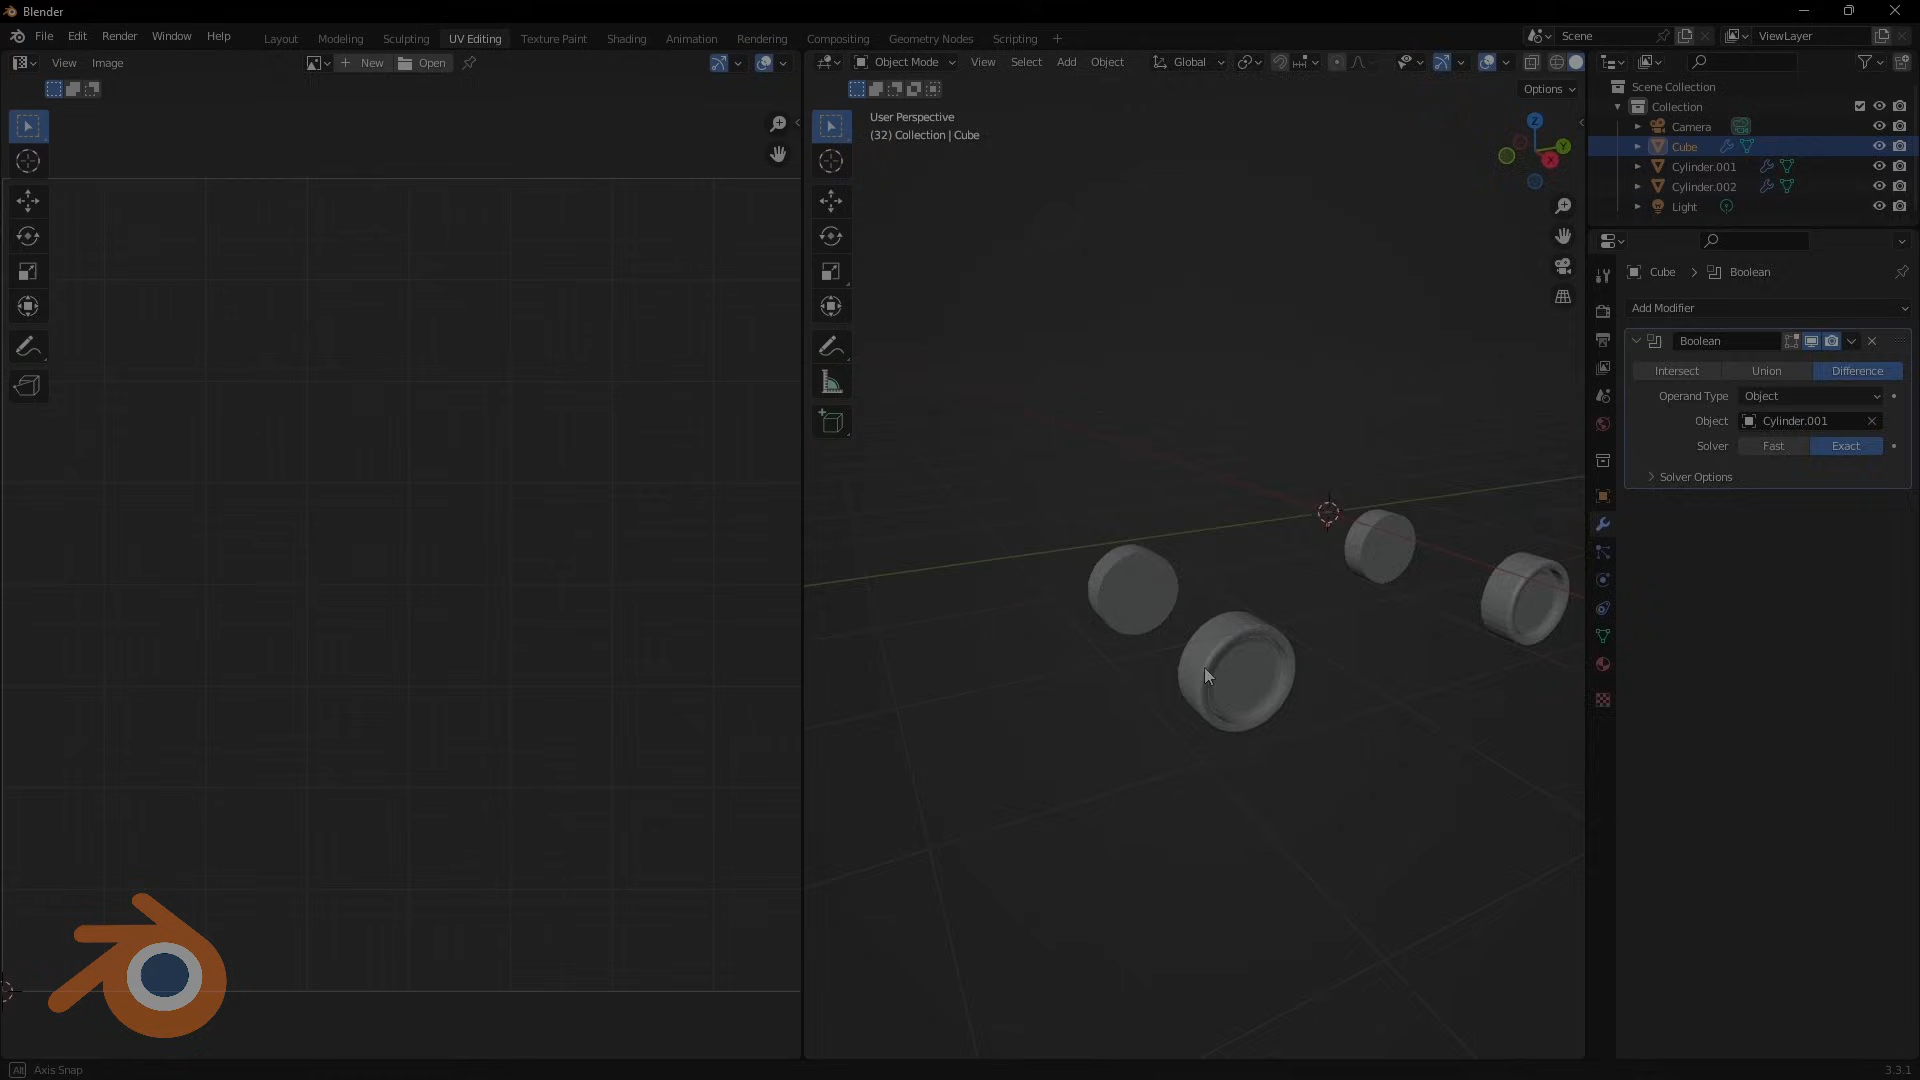 Blender
File Edit Render Window Help
Layout Modeling Sculpting UV Editing Texture Paint Shading Animation Rendering Compositing Geometry Nodes Scripting +
Scene
ViewLayer
View Image
+ New Open
Object Mode View Select Add Object Global
Options
User Perspective
(32) Collection | Cube
Z
Y
X
Scene Collection
Collection
Camera
Cube
Cylinder.001
Cylinder.002
Light
Cube > Boolean
Add Modifier
Boolean
Intersect Union Difference
Operand Type Object
Object Cylinder.001
Solver Fast Exact
> Solver Options
Alt Axis Snap
3.3.1